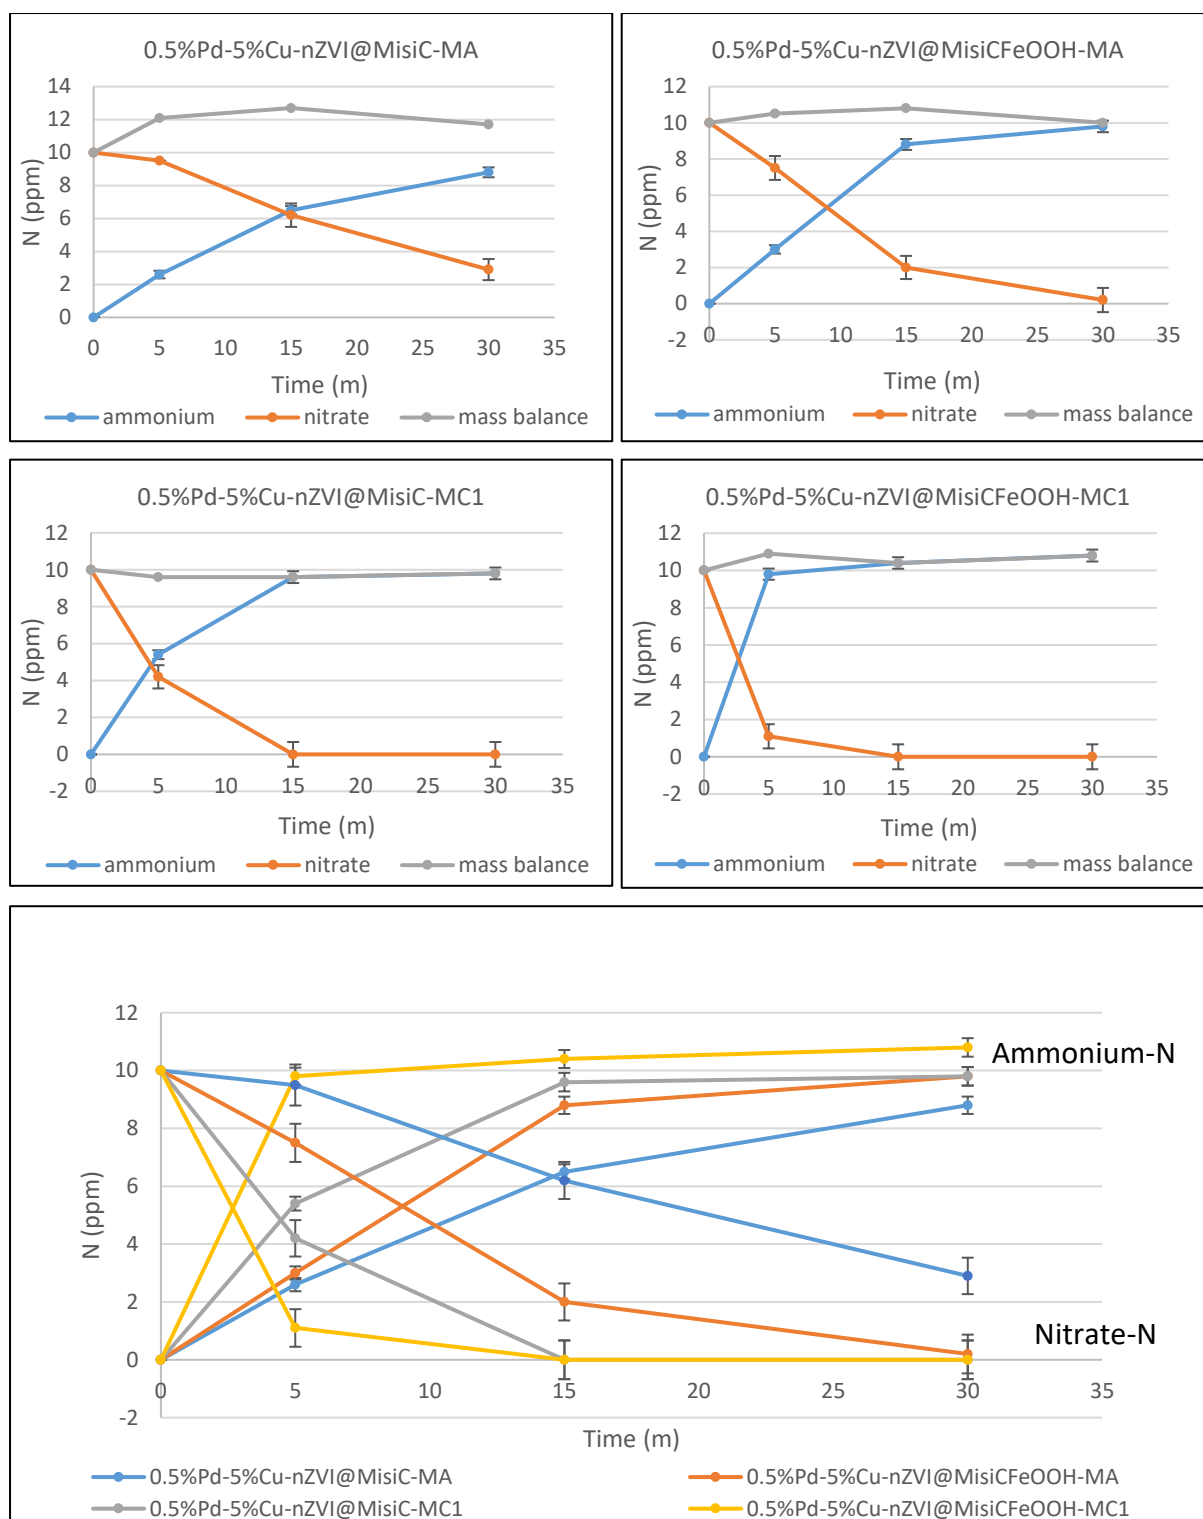 0.5%Pd-5%Cu-nZVI@MisiC-MA
14
12
10
8
6
4
2
0
N (ppm)
0 5 15 20 10 25 30 35
Time (m)
ammonium nitrate mass balance
0.5%Pd-5%Cu-nZVI@MisiCFeOOH-MA
12
10
8
6
4
2
0
-2
N (ppm)
0 5 10 15 20 25 30 35
Time (m)
ammonium nitrate mass balance
0.5%Pd-5%Cu-nZVI@MisiC-MC1
12
10
8
6
4
2
0
-2
N (ppm)
0 5 10 15 20 25 30 35
Time (m)
ammonium nitrate mass balance
0.5%Pd-5%Cu-nZVI@MisiCFeOOH-MC1
12
10
8
6
4
2
0
-2
N (ppm)
0 5 10 15 20 25 30 35
Time (m)
ammonium nitrate mass balance
12
10
8
6
4
2
0
-2
N (ppm)
0 5 10 15 20 25 30 35
Ammonium-N
Nitrate-N
Time (m)
0.5%Pd-5%Cu-nZVI@MisiC-MA 0.5%Pd-5%Cu-nZVI@MisiCFeOOH-MA
0.5%Pd-5%Cu-nZVI@MisiC-MC1 0.5%Pd-5%Cu-nZVI@MisiCFeOOH-MC1